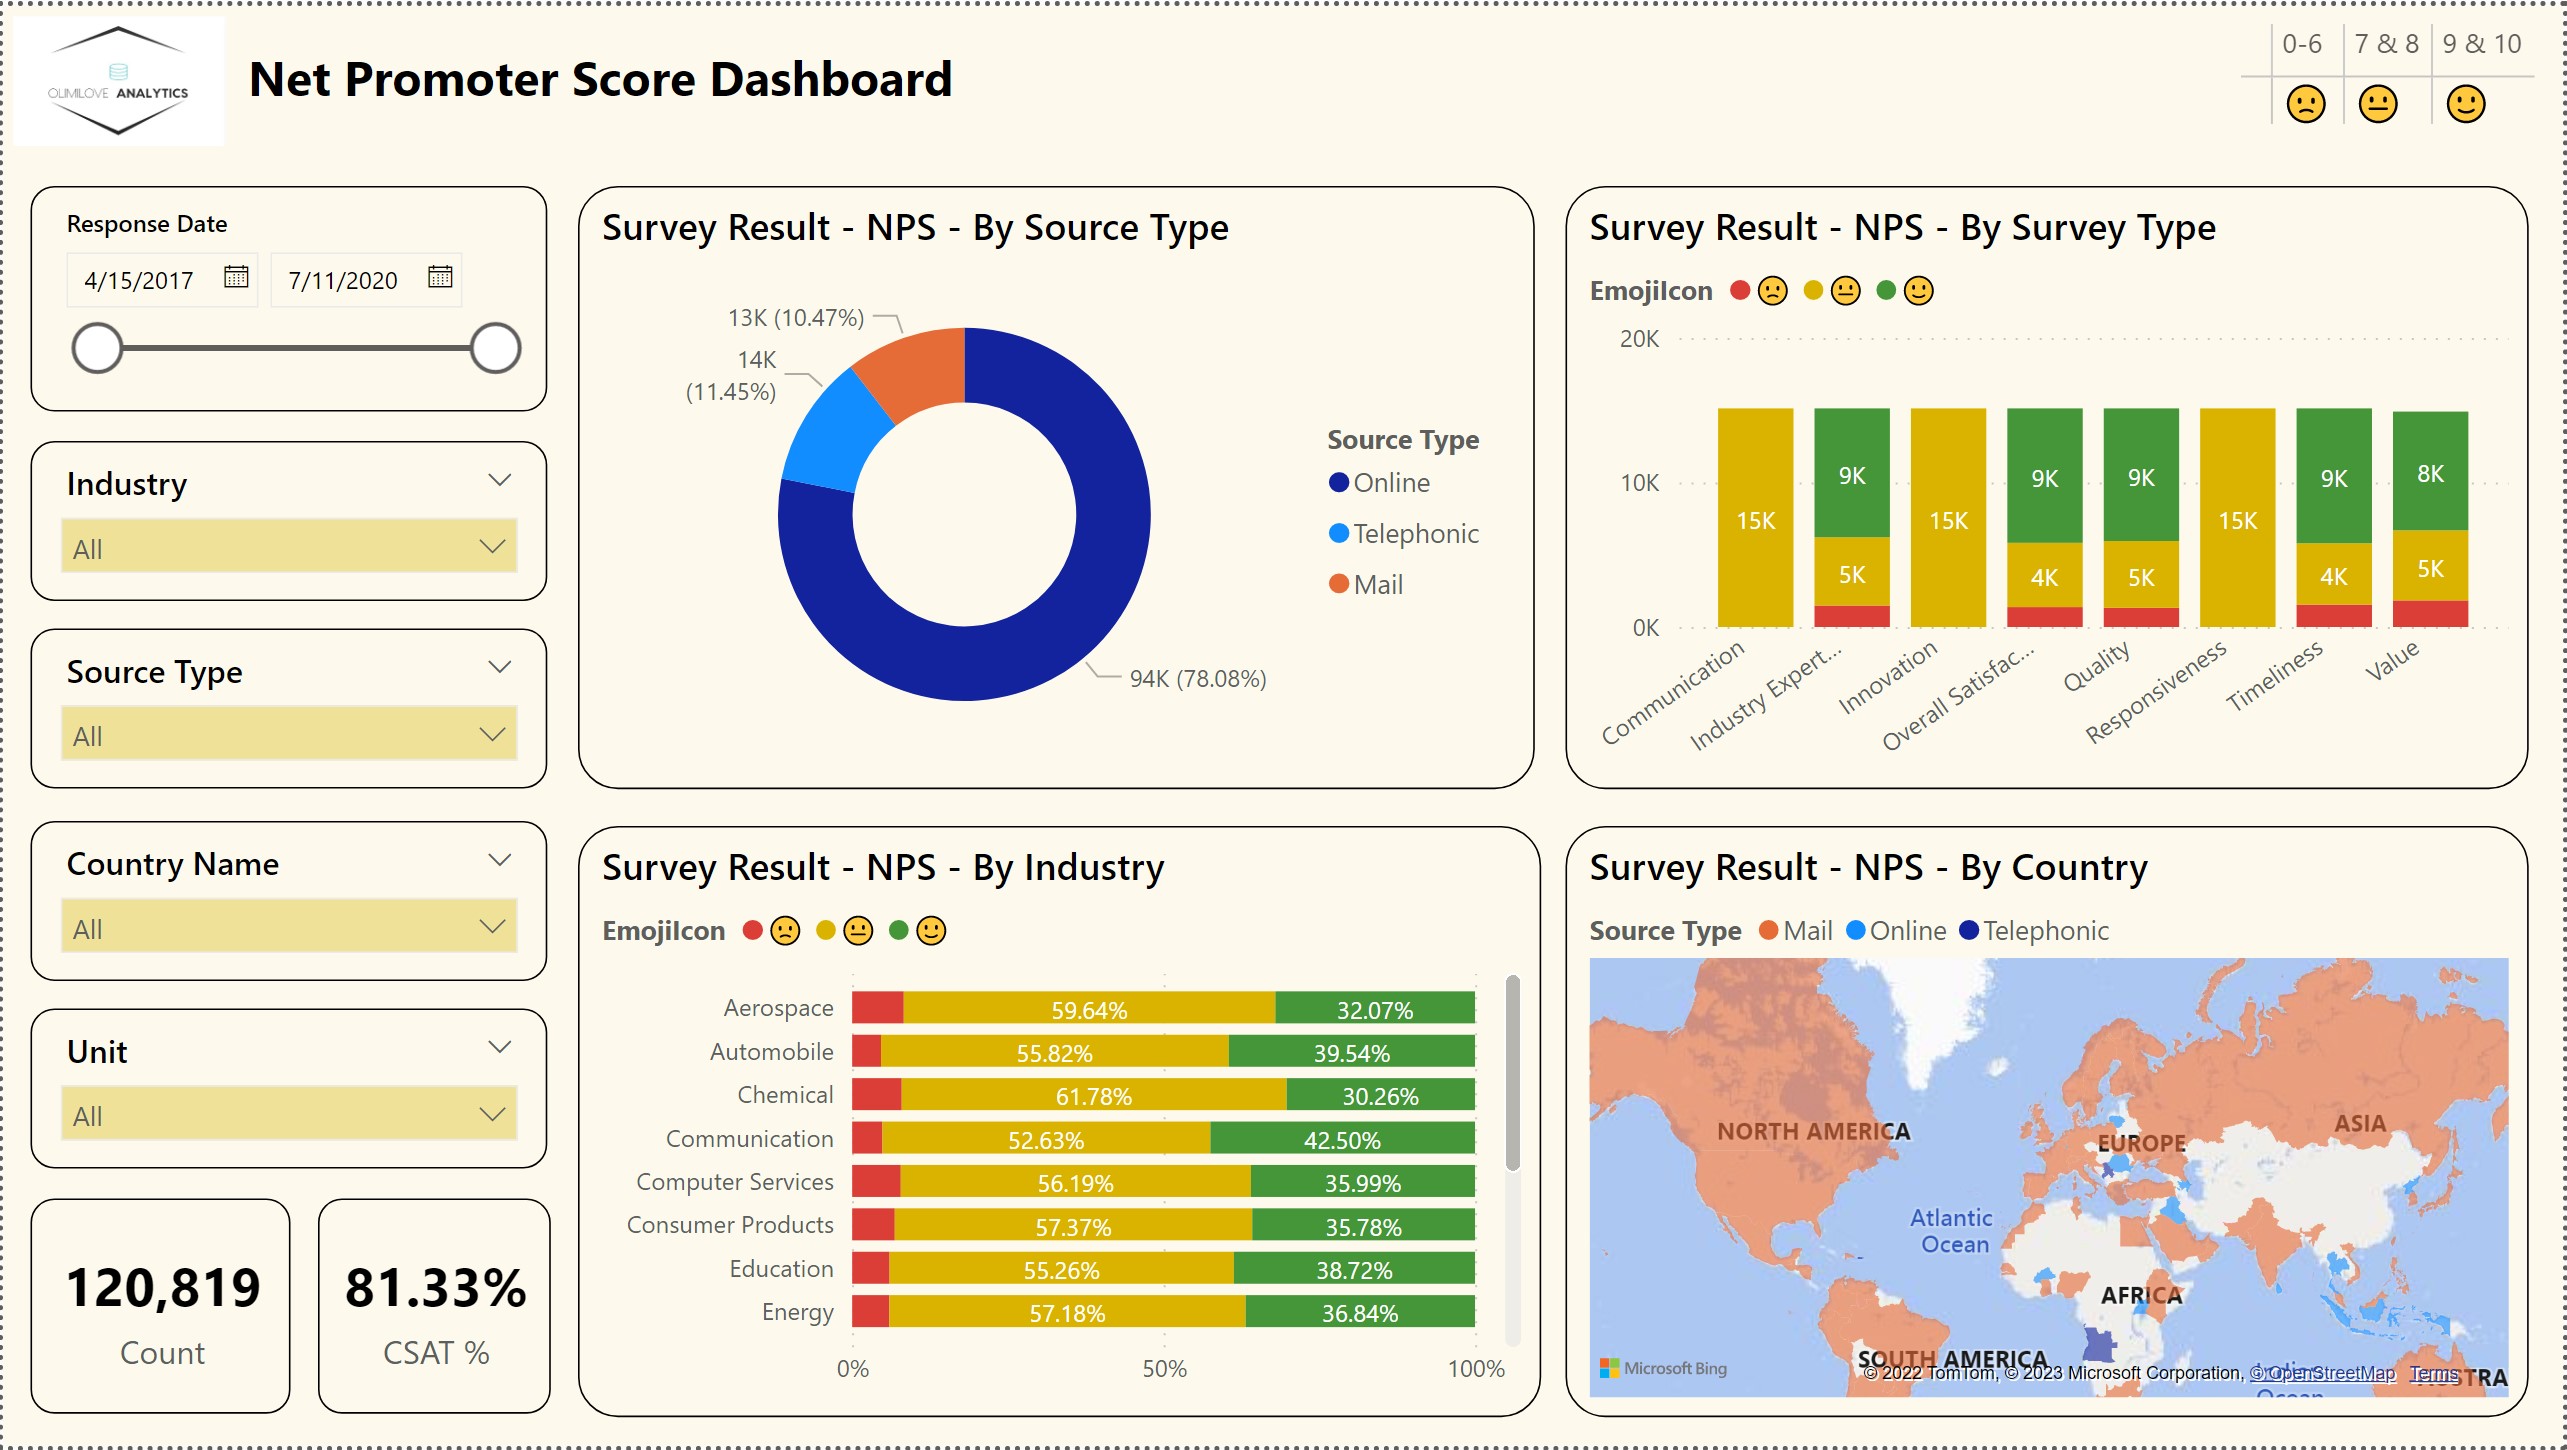 OLIMILOVE ANALYTICS
Net Promoter Score Dashboard
0-6 7 & 8 9 & 10
Response Date
4/15/2017 7/11/2020
Industry
All
Source Type
All
Country Name
All
Unit
All
120,819
Count
81.33%
CSAT %
Survey Result - NPS - By Source Type
13K (10.47%)
14K
(11.45%)
94K (78.08%)
Source Type
Online
Telephonic
Mail
Survey Result - NPS - By Survey Type
EmojiIcon
20K
10K
0K
15K
9K
5K
15K
9K
4K
9K
5K
15K
9K
4K
8K
5K
Communication
Industry Expert...
Innovation
Overall Satisfac...
Quality
Responsiveness
Timeliness
Value
Survey Result - NPS - By Industry
EmojiIcon
Aerospace 59.64% 32.07%
Automobile 55.82% 39.54%
Chemical 61.78% 30.26%
Communication 52.63% 42.50%
Computer Services 56.19% 35.99%
Consumer Products 57.37% 35.78%
Education 55.26% 38.72%
Energy 57.18% 36.84%
0% 50% 100%
Survey Result - NPS - By Country
Source Type Mail Online Telephonic
NORTH AMERICA
EUROPE
ASIA
Atlantic
Ocean
AFRICA
SOUTH AMERICA
Microsoft Bing
© 2022 TomTom, © 2023 Microsoft Corporation, © OpenStreetMap Terms
Ocean